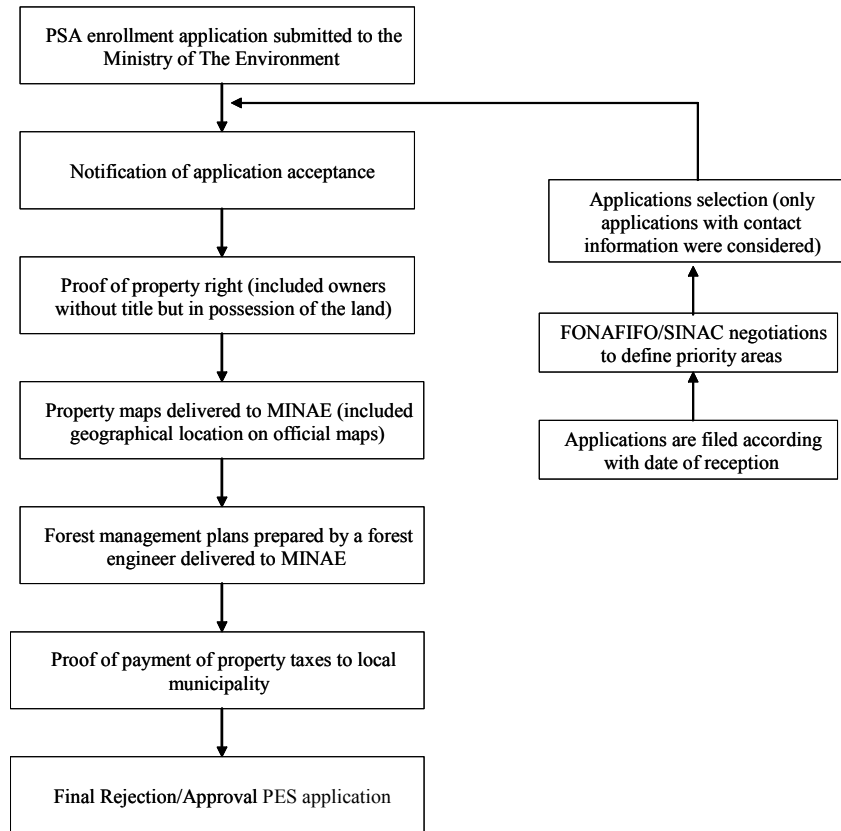 PSA enrollment application submitted to the
Ministry of The Environment
Notification of application acceptance
Proof of property right (included owners
without title but in possession of the land)
Property maps delivered to MINAE (included
geographical location on official maps)
Forest management plans prepared by a forest
engineer delivered to MINAE
Proof of payment of property taxes to local
municipality
Final Rejection/Approval PES application
Applications selection (only
applications with contact
information were considered)
FONAFIFO/SINAC negotiations
to define priority areas
Applications are filed according
with date of reception